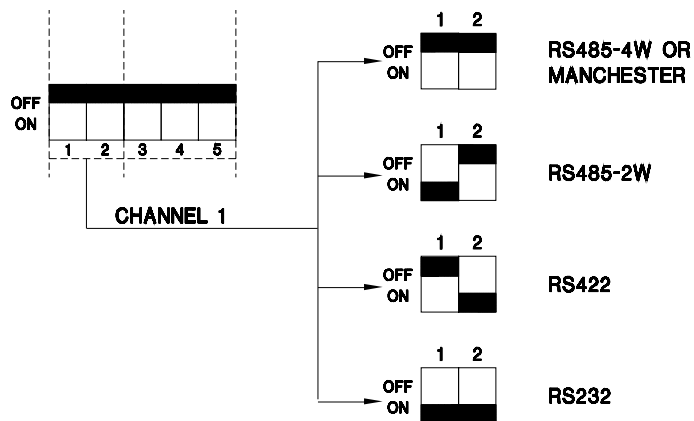 OFF
ON
1 2 3 4 5
CHANNEL 1
1 2
OFF
ON
RS485-4W OR
MANCHESTER
1 2
OFF
ON
RS485-2W
1 2
OFF
ON
RS422
1 2
OFF
ON
RS232